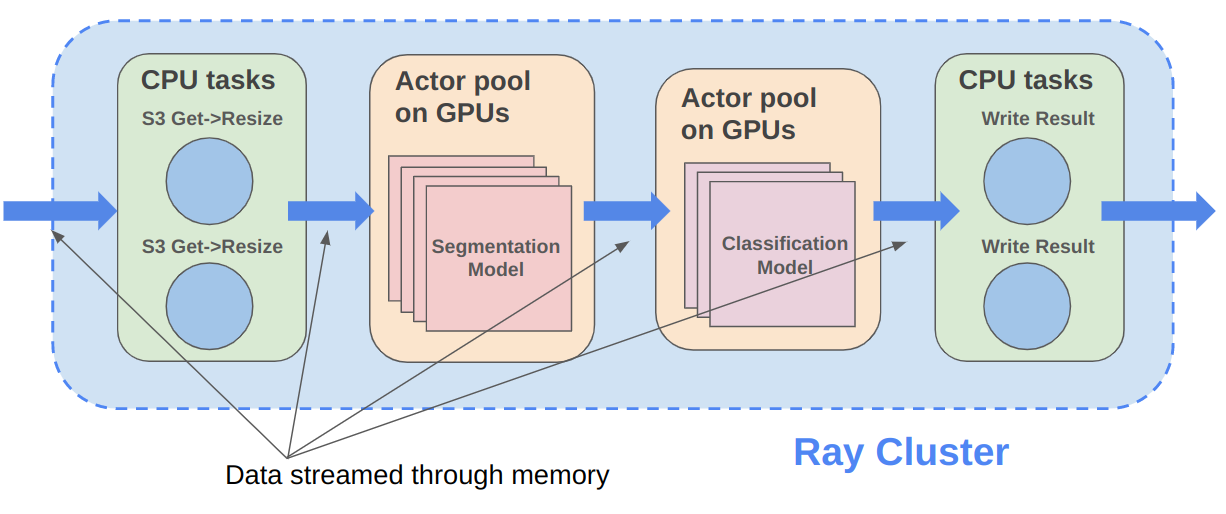 CPU tasks
S3 Get->Resize
S3 Get->Resize
Actor pool
on GPUs
Segmentation
Model
Actor pool
on GPUs
Classification
Model
CPU tasks
Write Result
Write Result
Data streamed through memory
Ray Cluster